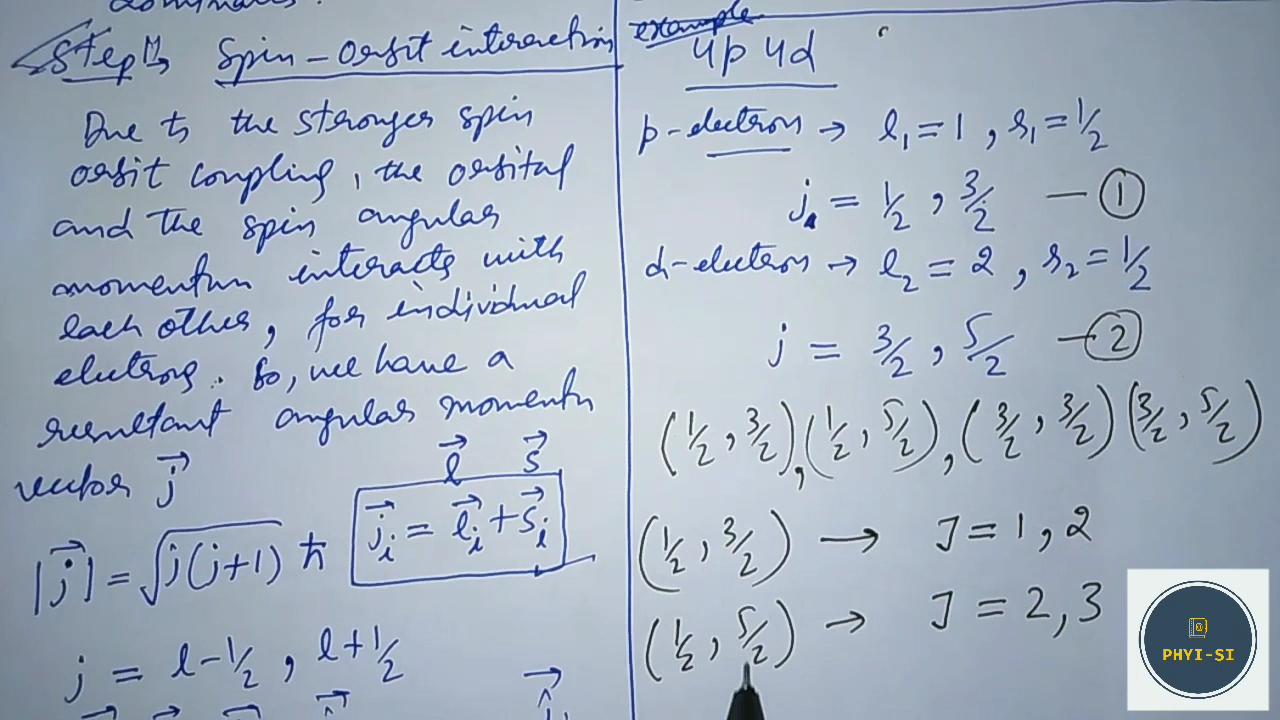 Step II, Spin-orbit interaction
Due to the stronger spin
orbit coupling, the orbital
and the spin angular
momentum interacts with
each other, for individual
electrons. So, we have a
resultant angular momentum
vector j⃗
l⃗ s⃗
|j⃗| = √j(j+1) ħ
j⃗i = l⃗i + s⃗i
j = l-1/2, l+1/2
example
4p 4d
p-electron → l₁=1, s₁=1/2
j₁ = 1/2, 3/2 — ①
d-electron → l₂=2, s₂=1/2
j = 3/2, 5/2 — ②
(1/2, 3/2), (1/2, 5/2), (3/2, 3/2) (3/2, 5/2)
(1/2, 3/2) → J=1,2
(1/2, 5/2) → J=2,3
PHYI-SI